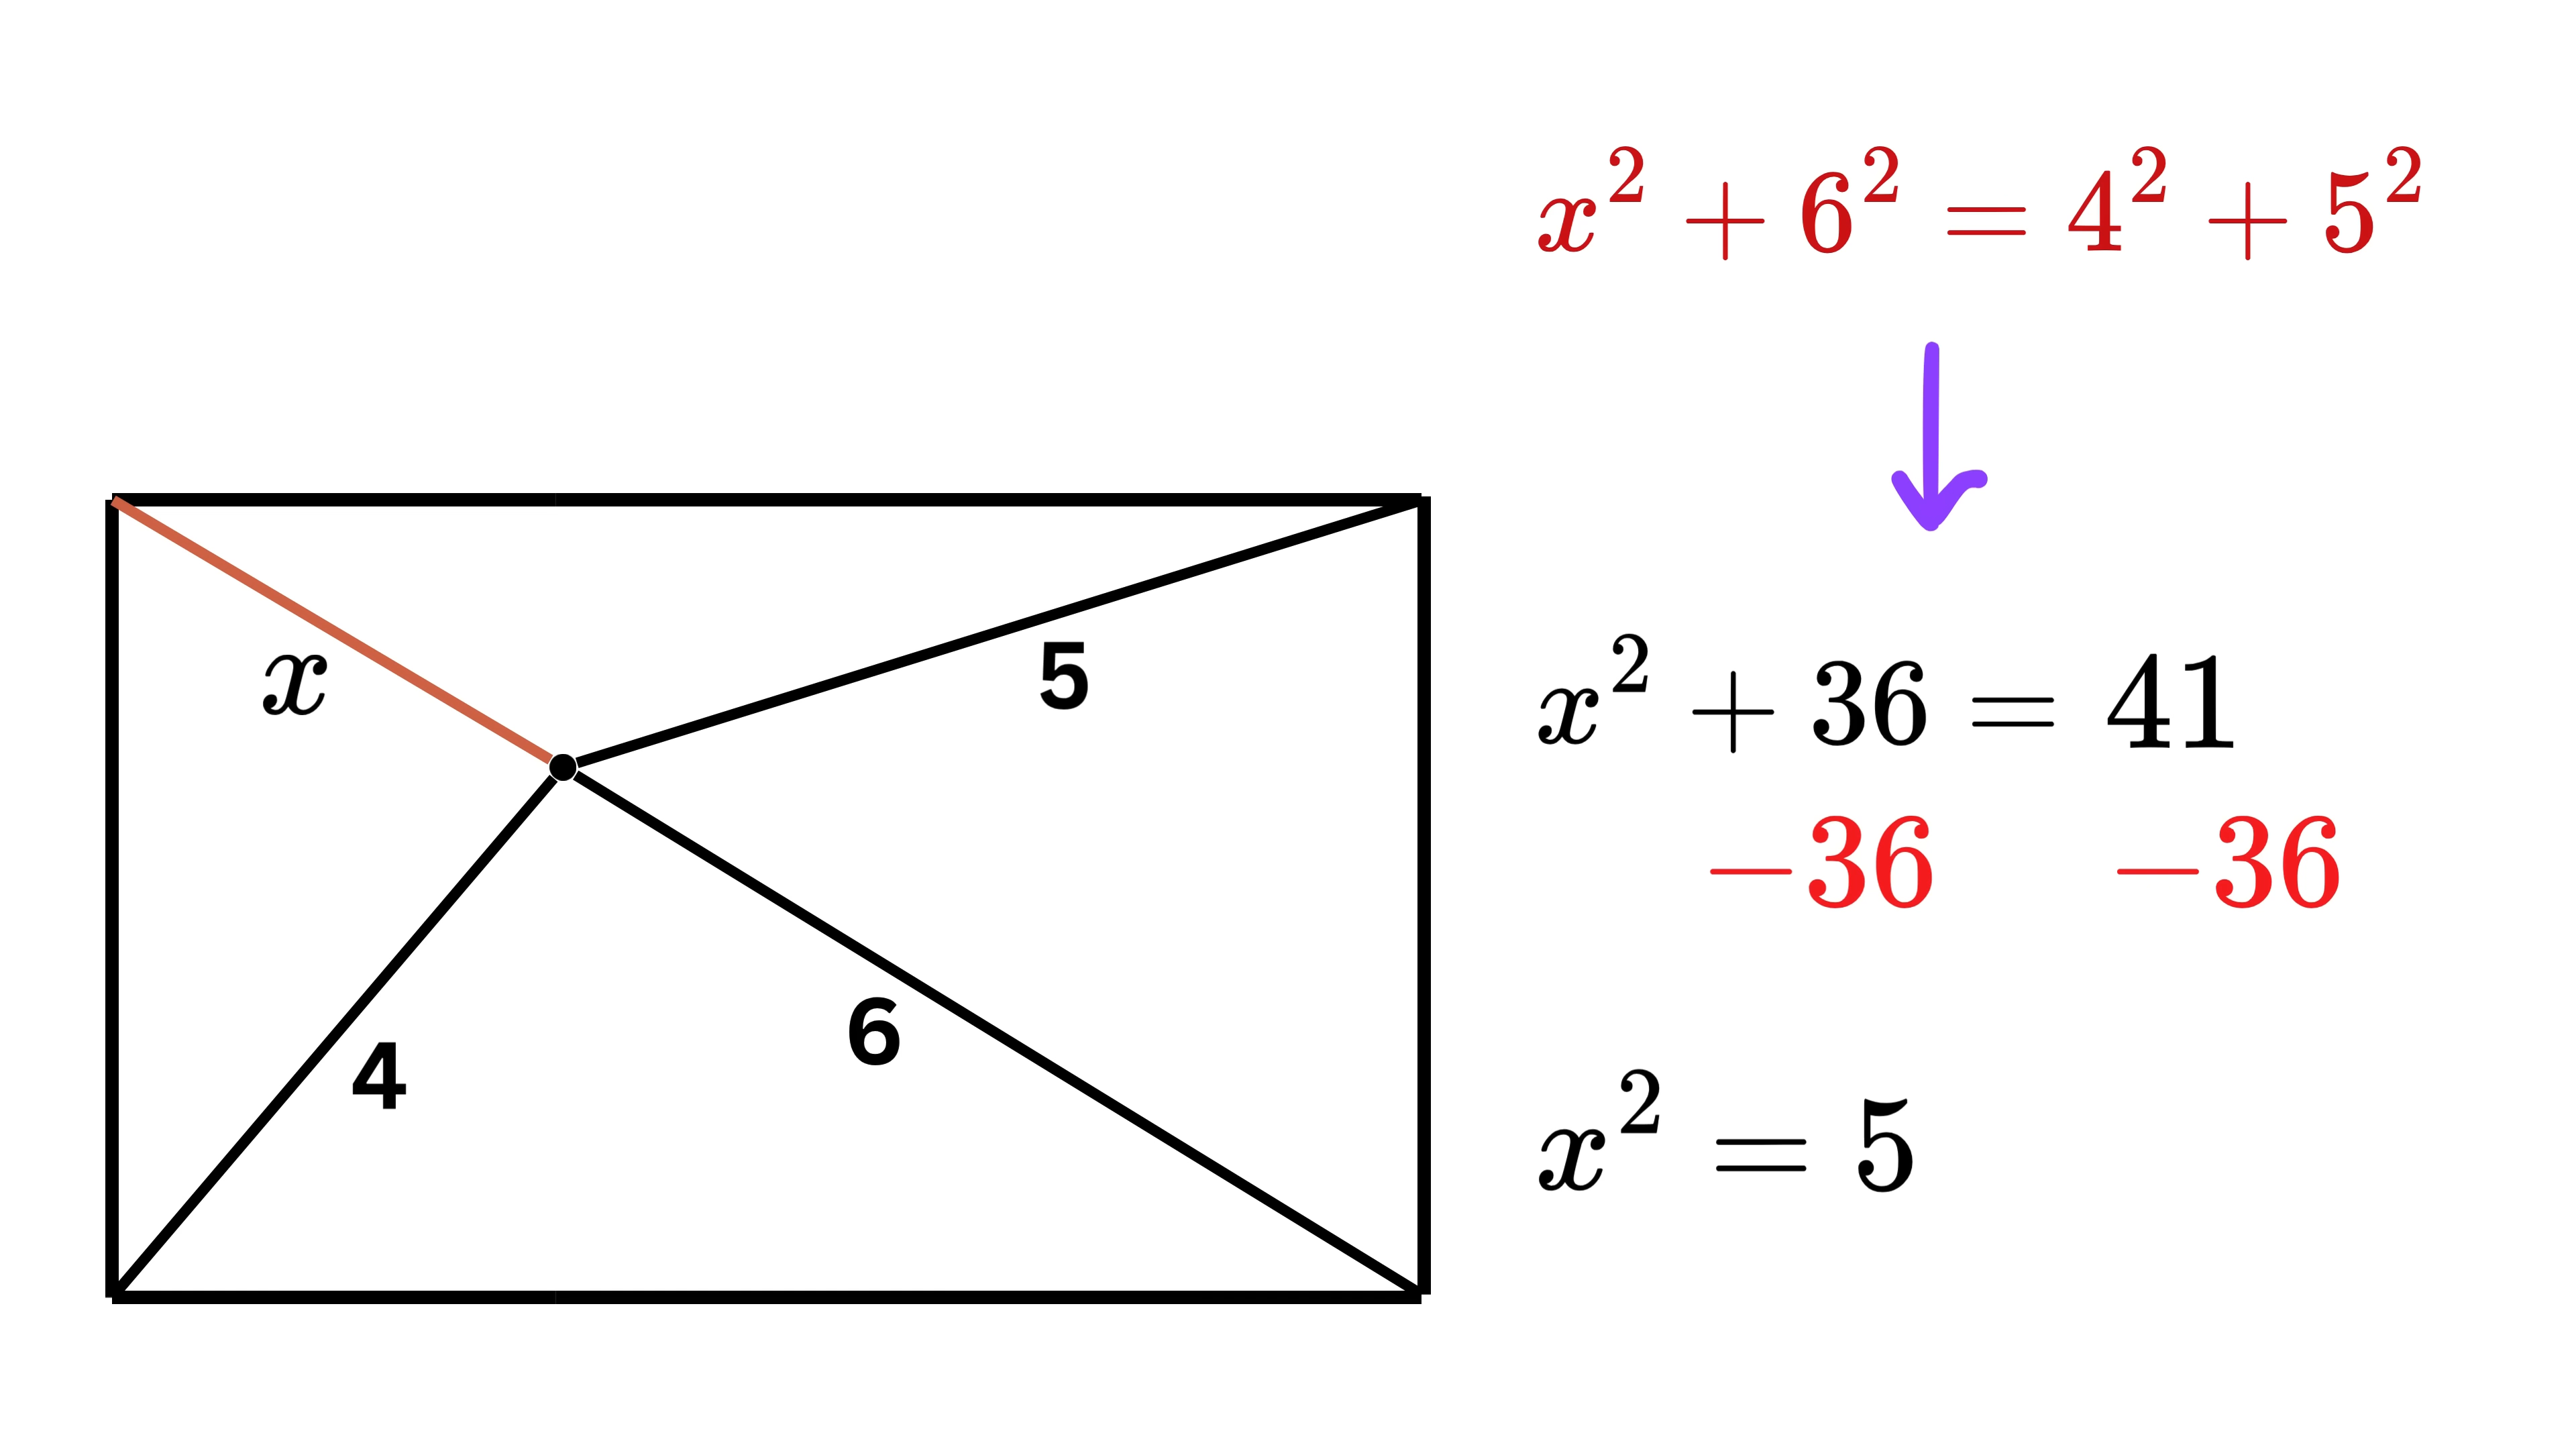 x² + 6² = 4² + 5²
x
5
x² + 36 = 41
−36 −36
6
4
x² = 5